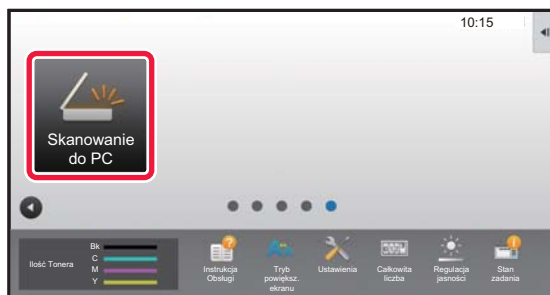 10:15
Skanowanie
do PC
Ilość Tonera
Bk
C
M
Y
Instrukcja
Obsługi
Tryb
powiększ.
ekranu
Ustawienia
Całkowita
liczba
Regulacja
jasności
Stan
zadania